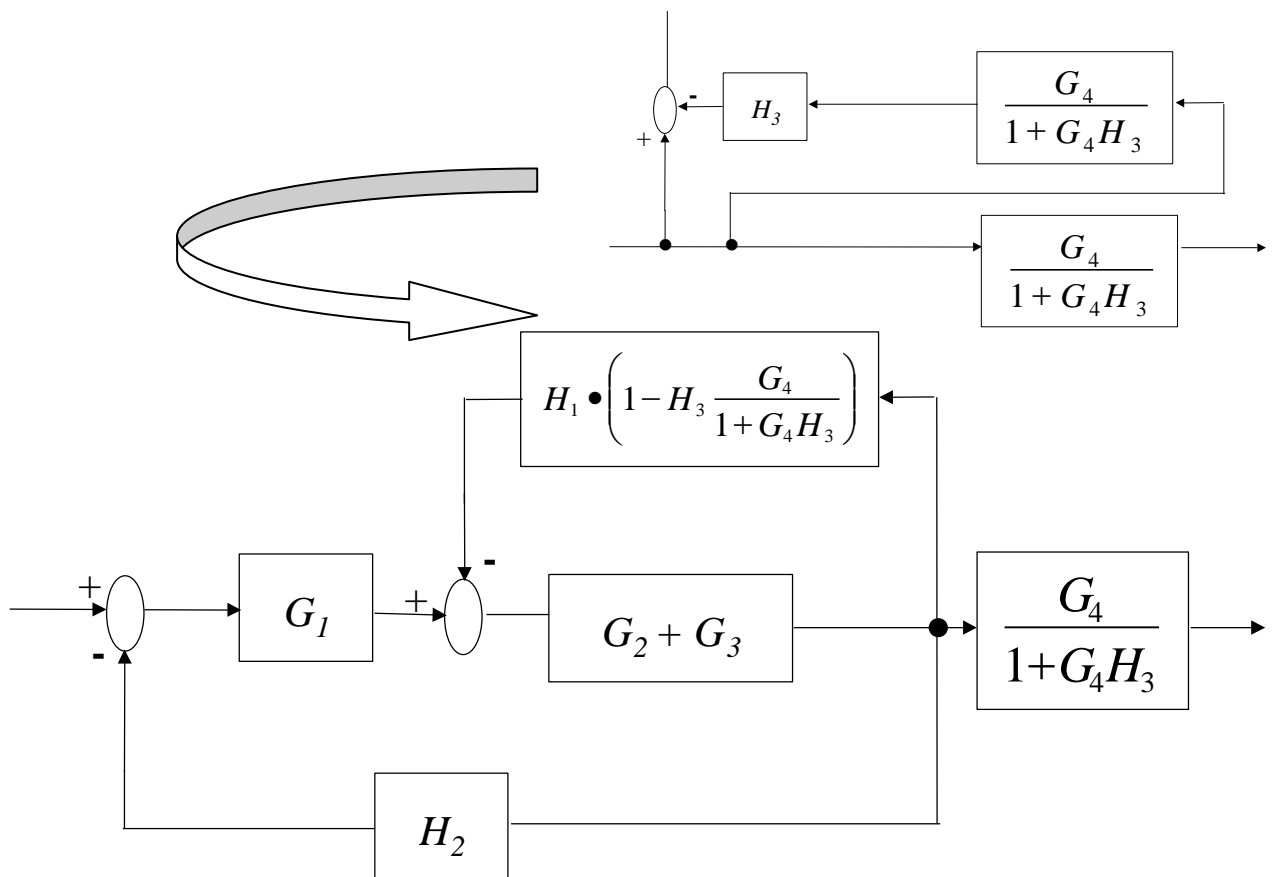 -
+
H₃
G₄
1 + G₄H₃
G₄
1 + G₄H₃
H₁ • ( 1 − H₃ G₄ / 1 + G₄H₃ )
-
+
+
-
G₁
G₂ + G₃
G₄
1+G₄H₃
H₂